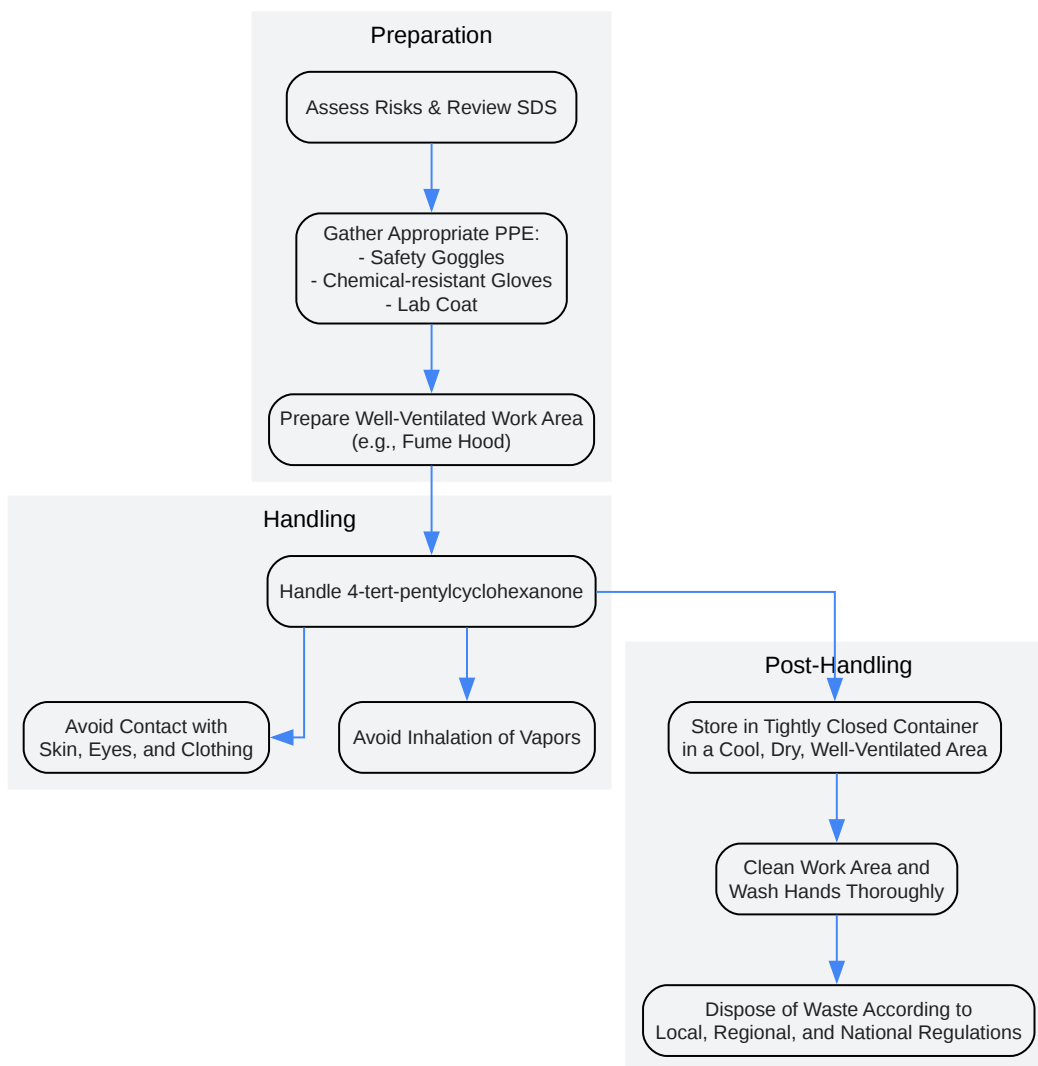 Preparation
Assess Risks & Review SDS
Gather Appropriate PPE:
- Safety Goggles
- Chemical-resistant Gloves
- Lab Coat
Prepare Well-Ventilated Work Area
(e.g., Fume Hood)
Handling
Handle 4-tert-pentylcyclohexanone
Avoid Contact with
Skin, Eyes, and Clothing
Avoid Inhalation of Vapors
Post-Handling
Store in Tightly Closed Container
in a Cool, Dry, Well-Ventilated Area
Clean Work Area and
Wash Hands Thoroughly
Dispose of Waste According to
Local, Regional, and National Regulations